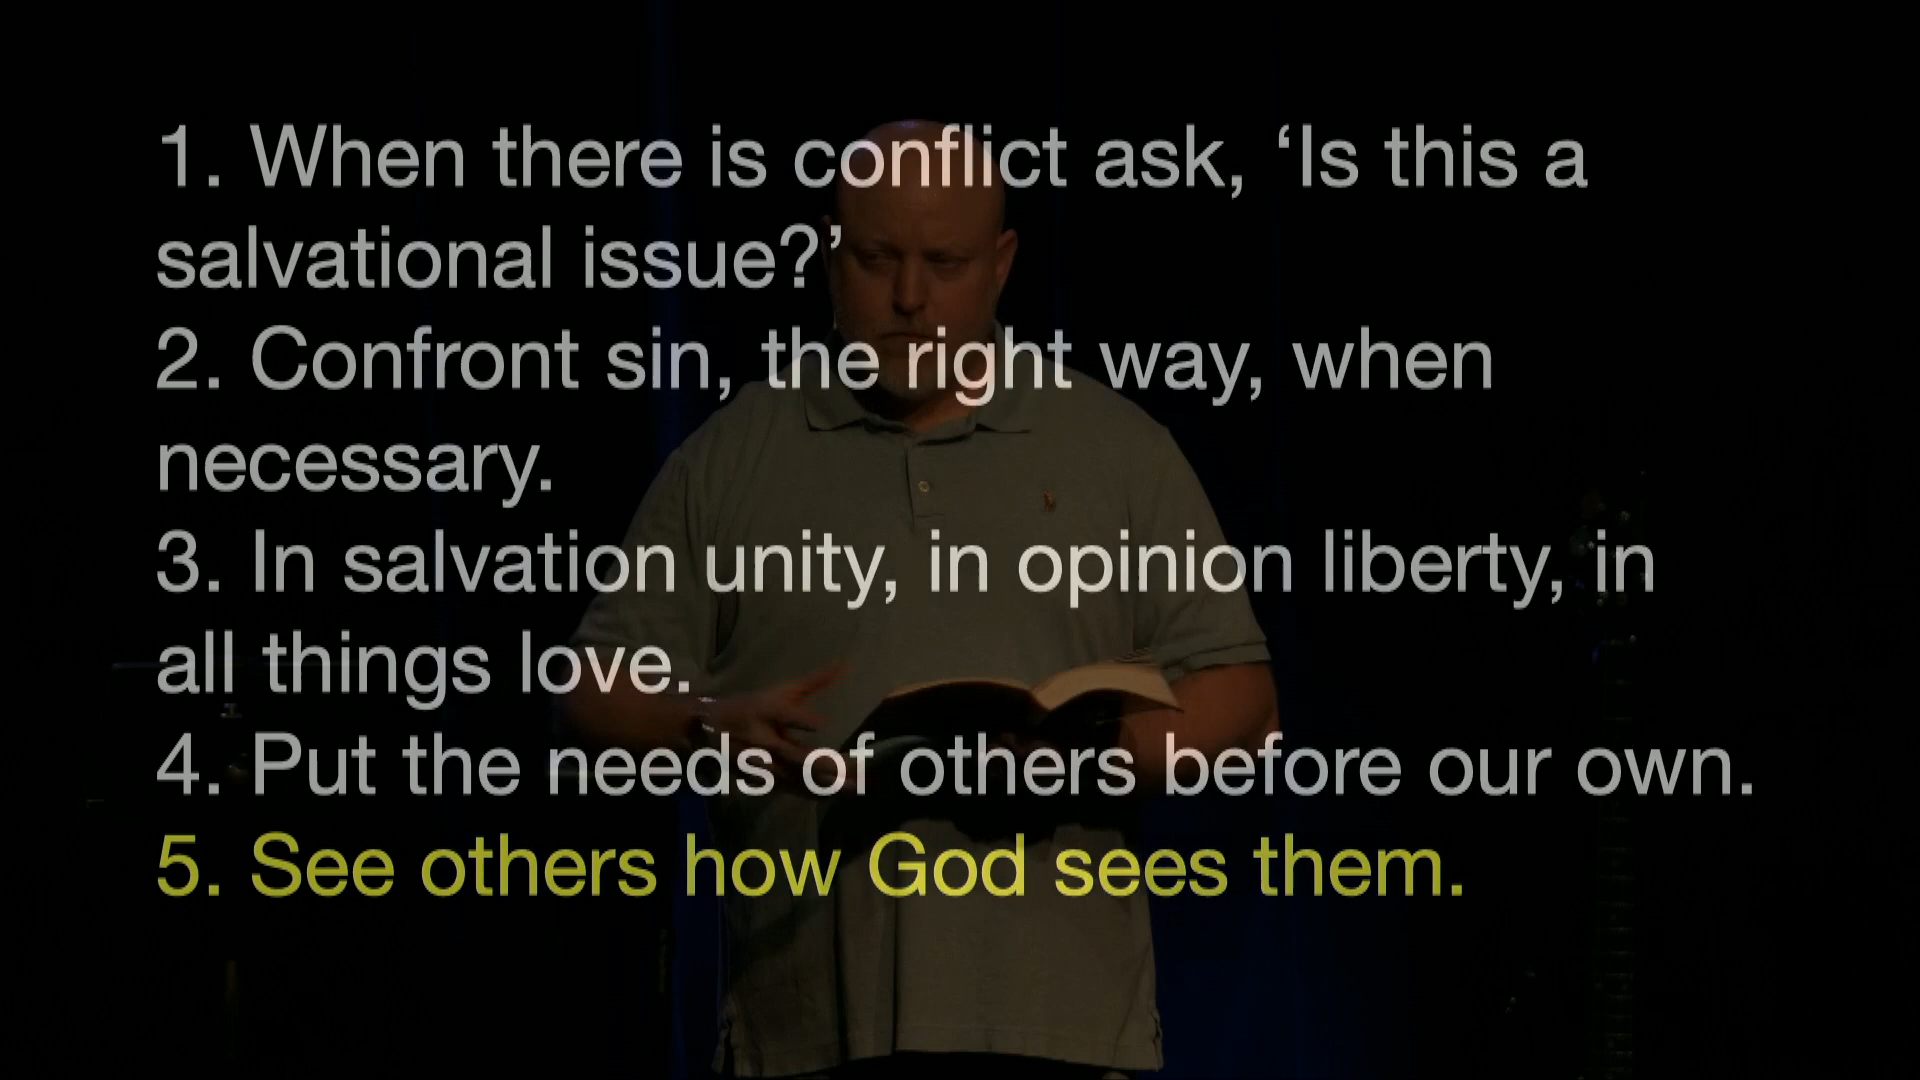 1. When there is conflict ask, ‘Is this a
salvational issue?’
2. Confront sin, the right way, when
necessary.
3. In salvation unity, in opinion liberty, in
all things love.
4. Put the needs of others before our own.
5. See others how God sees them.